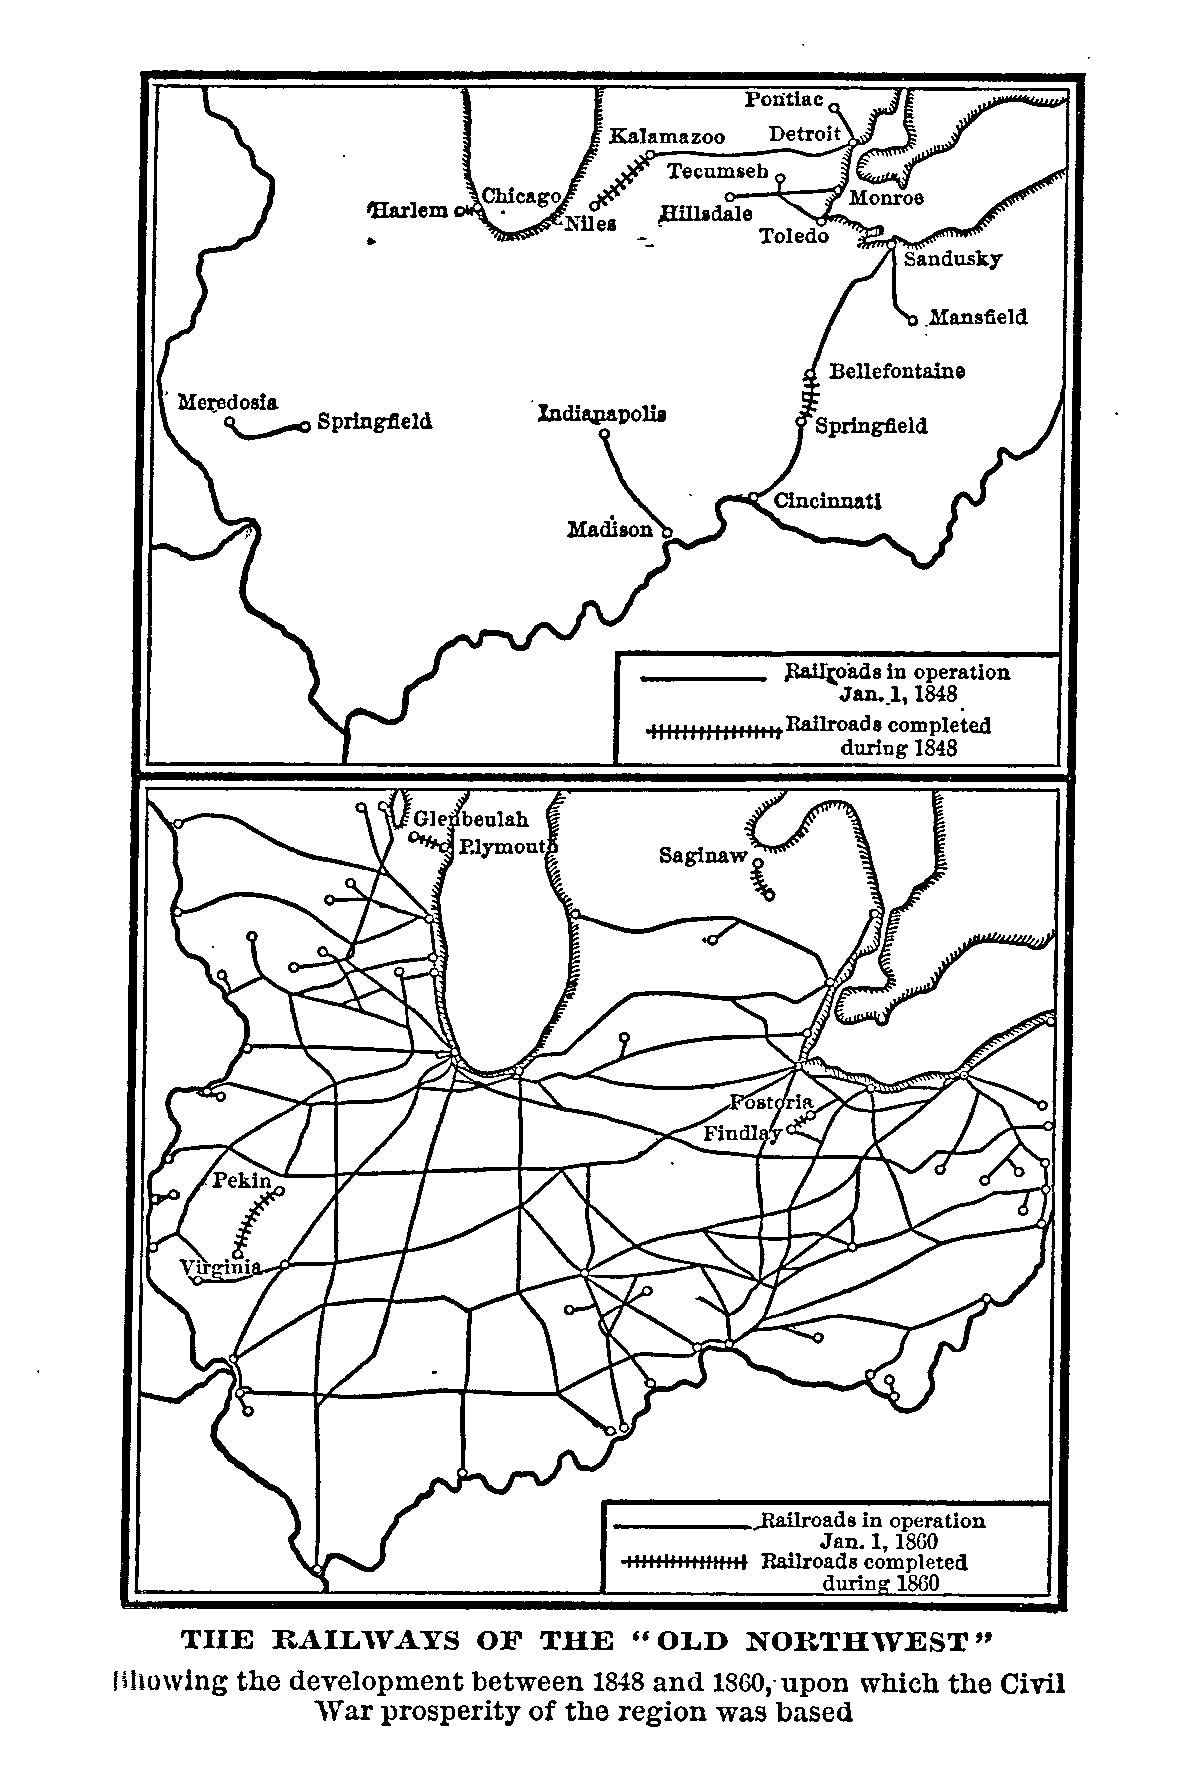 Pontiac
Kalamazoo
Detroit
Tecumseh
Chicago
Harlem
Niles
Hillsdale
Monroe
Toledo
Sandusky
Mansfield
Bellefontaine
Meredosia
Springfield
Indianapolis
Springfield
Cincinnati
Madison
Railroads in operation
Jan. 1, 1848
Railroads completed
during 1848
Glenbeulah
Plymouth
Saginaw
Fostoria
Findlay
Pekin
Virginia
Railroads in operation
Jan. 1, 1860
Railroads completed
during 1860
THE RAILWAYS OF THE "OLD NORTHWEST"
Showing the development between 1848 and 1860, upon which the Civil
War prosperity of the region was based